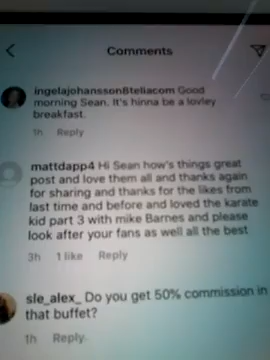 Comments
ingelajohansson8teliacom Good
morning Sean. It's hinna be a lovley
breakfast.
1h Reply
mattdapp4 Hi Sean how's things great
post and love them all and thanks again
for sharing and thanks for the likes from
last time and before and loved the karate
kid part 3 with mike Barnes and please
look after your fans as well all the best
3h 1 like Reply
sle_alex_ Do you get 50% commission in
that buffet?
1h Reply